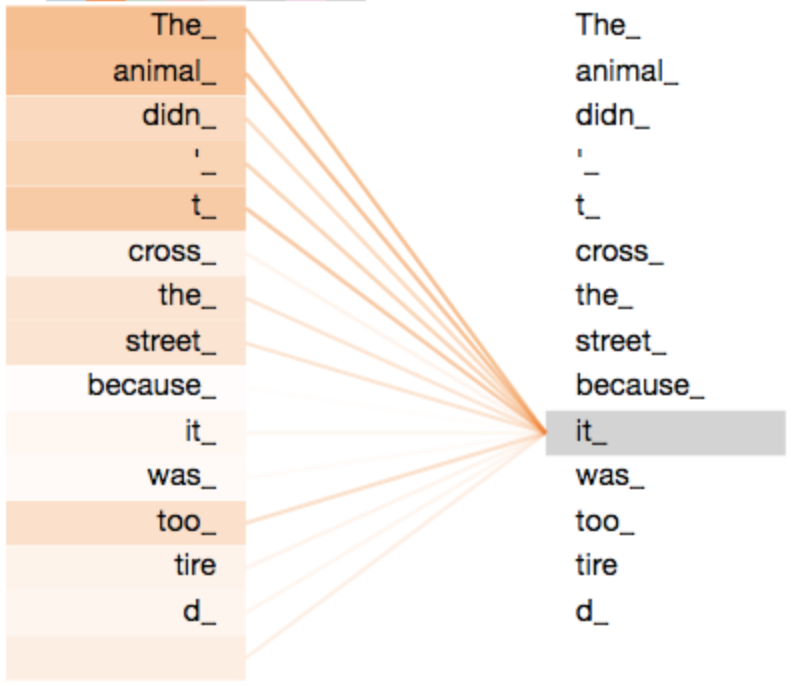 The_ The_
animal_ animal_
didn_ didn_
'_ '_
t_ t_
cross_ cross_
the_ the_
street_ street_
because_ because_
it_ it_
was_ was_
too_ too_
tire tire
d_ d_